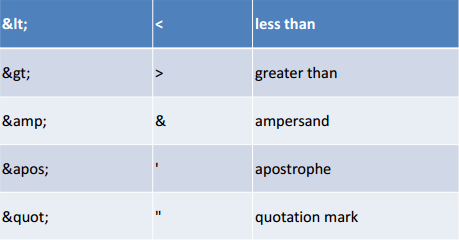 &lt; < less than
&gt; > greater than
&amp; & ampersand
&apos; ' apostrophe
&quot; " quotation mark